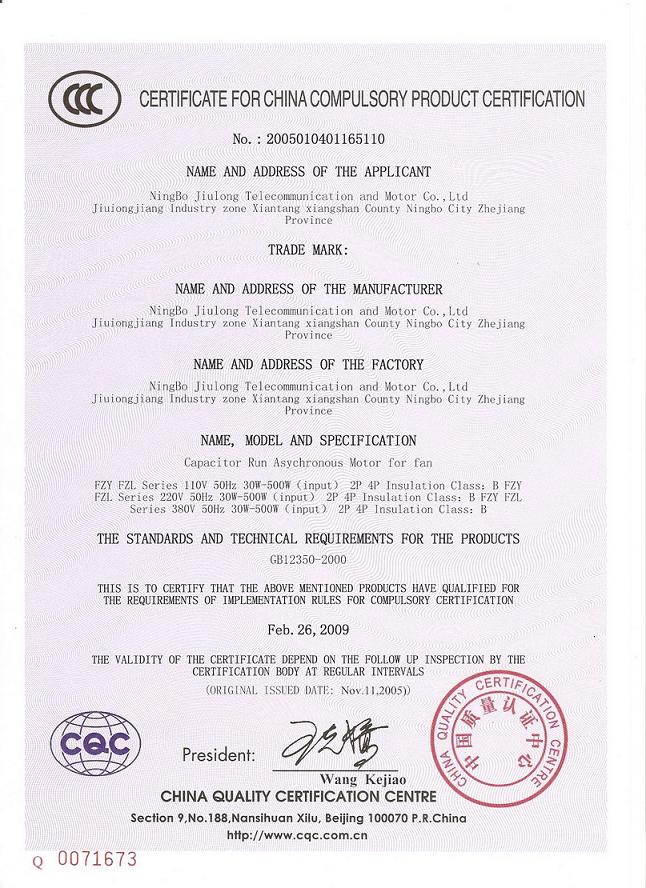 CCC
CERTIFICATE FOR CHINA COMPULSORY PRODUCT CERTIFICATION
No. : 2005010401165110
NAME AND ADDRESS OF THE APPLICANT
NingBo Jiulong Telecommunication and Motor Co.,Ltd
Jiuiongjiang Industry zone Xiantang xiangshan County Ningbo City Zhejiang
Province
TRADE MARK:
NAME AND ADDRESS OF THE MANUFACTURER
NingBo Jiulong Telecommunication and Motor Co.,Ltd
Jiuiongjiang Industry zone Xiantang xiangshan County Ningbo City Zhejiang
Province
NAME AND ADDRESS OF THE FACTORY
NingBo Jiulong Telecommunication and Motor Co.,Ltd
Jiuiongjiang Industry zone Xiantang xiangshan County Ningbo City Zhejiang
Province
NAME, MODEL AND SPECIFICATION
Capacitor Run Asychronous Motor for fan
FZY FZL Series 110V 50Hz 30W-500W (input) 2P 4P Insulation Class: B FZY
FZL Series 220V 50Hz 30W-500W (input) 2P 4P Insulation Class: B FZY FZL
Series 380V 50Hz 30W-500W (input) 2P 4P Insulation Class: B
THE STANDARDS AND TECHNICAL REQUIREMENTS FOR THE PRODUCTS
GB12350-2000
THIS IS TO CERTIFY THAT THE ABOVE MENTIONED PRODUCTS HAVE QUALIFIED FOR
THE REQUIREMENTS OF IMPLEMENTATION RULES FOR COMPULSORY CERTIFICATION
Feb. 26, 2009
THE VALIDITY OF THE CERTIFICATE DEPEND ON THE FOLLOW UP INSPECTION BY THE
CERTIFICATION BODY AT REGULAR INTERVALS
(ORIGINAL ISSUED DATE: Nov.11,2005))
CQC
President:
Wang Kejiao
CHINA QUALITY CERTIFICATION CENTRE
中国质量认证中心
CHINA QUALITY CERTIFICATION CENTRE
Section 9,No.188,Nansihuan Xilu, Beijing 100070 P.R.China
http://www.cqc.com.cn
Q 0071673